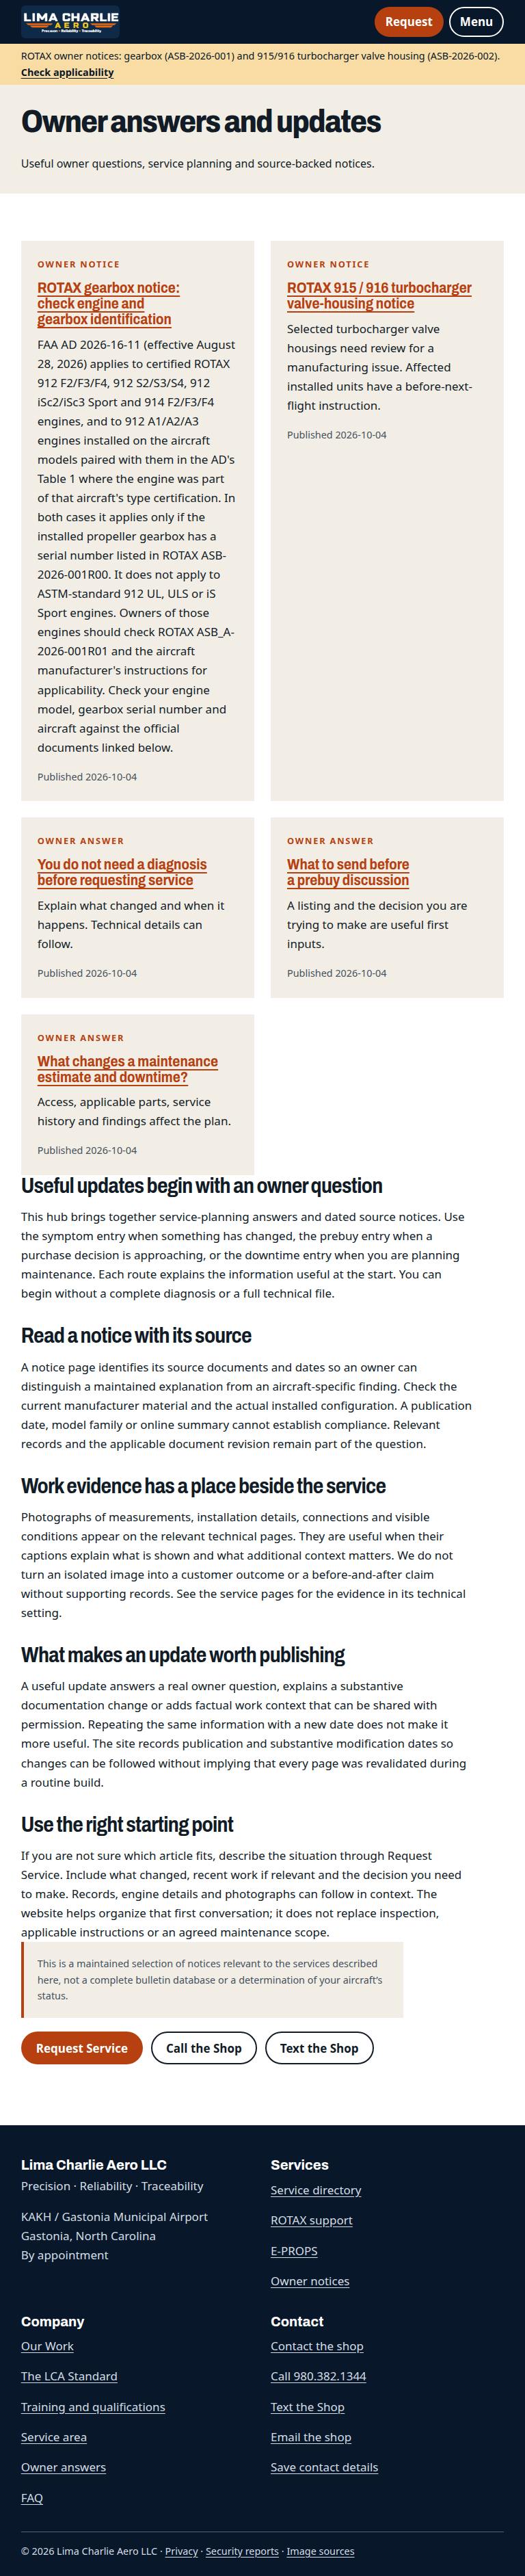 LIMA CHARLIE
AERO
Precision • Reliability • Traceability
Request
Menu
ROTAX owner notices: gearbox (ASB-2026-001) and 915/916 turbocharger valve housing (ASB-2026-002).
Check applicability
Owner answers and updates
Useful owner questions, service planning and source-backed notices.
OWNER NOTICE
ROTAX gearbox notice:
check engine and
gearbox identification
FAA AD 2026-16-11 (effective August
28, 2026) applies to certified ROTAX
912 F2/F3/F4, 912 S2/S3/S4, 912
iSc2/iSc3 Sport and 914 F2/F3/F4
engines, and to 912 A1/A2/A3
engines installed on the aircraft
models paired with them in the AD's
Table 1 where the engine was part
of that aircraft's type certification. In
both cases it applies only if the
installed propeller gearbox has a
serial number listed in ROTAX ASB-
2026-001R00. It does not apply to
ASTM-standard 912 UL, ULS or iS
Sport engines. Owners of those
engines should check ROTAX ASB_A-
2026-001R01 and the aircraft
manufacturer's instructions for
applicability. Check your engine
model, gearbox serial number and
aircraft against the official
documents linked below.
Published 2026-10-04
OWNER NOTICE
ROTAX 915 / 916 turbocharger
valve-housing notice
Selected turbocharger valve
housings need review for a
manufacturing issue. Affected
installed units have a before-next-
flight instruction.
Published 2026-10-04
OWNER ANSWER
You do not need a diagnosis
before requesting service
Explain what changed and when it
happens. Technical details can
follow.
Published 2026-10-04
OWNER ANSWER
What to send before
a prebuy discussion
A listing and the decision you are
trying to make are useful first
inputs.
Published 2026-10-04
OWNER ANSWER
What changes a maintenance
estimate and downtime?
Access, applicable parts, service
history and findings affect the plan.
Published 2026-10-04
Useful updates begin with an owner question
This hub brings together service-planning answers and dated source notices. Use
the symptom entry when something has changed, the prebuy entry when a
purchase decision is approaching, or the downtime entry when you are planning
maintenance. Each route explains the information useful at the start. You can
begin without a complete diagnosis or a full technical file.
Read a notice with its source
A notice page identifies its source documents and dates so an owner can
distinguish a maintained explanation from an aircraft-specific finding. Check the
current manufacturer material and the actual installed configuration. A publication
date, model family or online summary cannot establish compliance. Relevant
records and the applicable document revision remain part of the question.
Work evidence has a place beside the service
Photographs of measurements, installation details, connections and visible
conditions appear on the relevant technical pages. They are useful when their
captions explain what is shown and what additional context matters. We do not
turn an isolated image into a customer outcome or a before-and-after claim
without supporting records. See the service pages for the evidence in its technical
setting.
What makes an update worth publishing
A useful update answers a real owner question, explains a substantive
documentation change or adds factual work context that can be shared with
permission. Repeating the same information with a new date does not make it
more useful. The site records publication and substantive modification dates so
changes can be followed without implying that every page was revalidated during
a routine build.
Use the right starting point
If you are not sure which article fits, describe the situation through Request
Service. Include what changed, recent work if relevant and the decision you need
to make. Records, engine details and photographs can follow in context. The
website helps organize that first conversation; it does not replace inspection,
applicable instructions or an agreed maintenance scope.
This is a maintained selection of notices relevant to the services described
here, not a complete bulletin database or a determination of your aircraft's
status.
Request Service
Call the Shop
Text the Shop
Lima Charlie Aero LLC
Precision · Reliability · Traceability
KAKH / Gastonia Municipal Airport
Gastonia, North Carolina
By appointment
Services
Service directory
ROTAX support
E-PROPS
Owner notices
Company
Our Work
The LCA Standard
Training and qualifications
Service area
Owner answers
FAQ
Contact
Contact the shop
Call 980.382.1344
Text the Shop
Email the shop
Save contact details
© 2026 Lima Charlie Aero LLC · Privacy · Security reports · Image sources